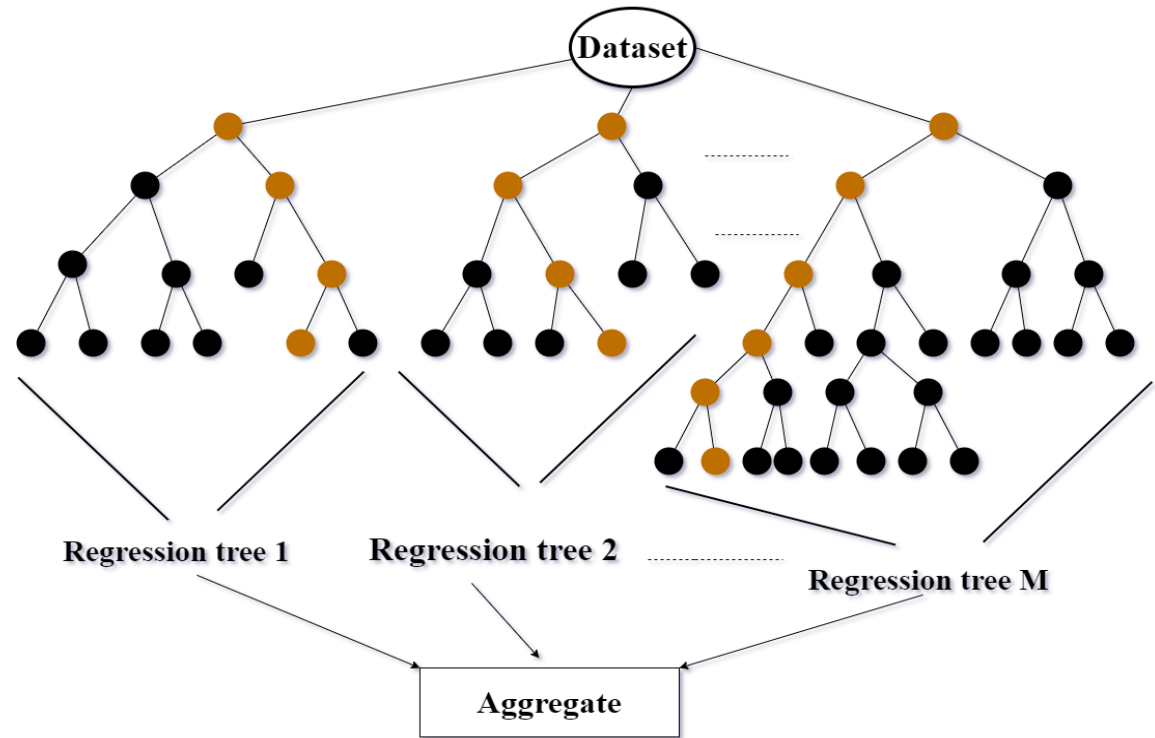 Dataset
Regression tree 1
Regression tree 2
Regression tree M
Aggregate